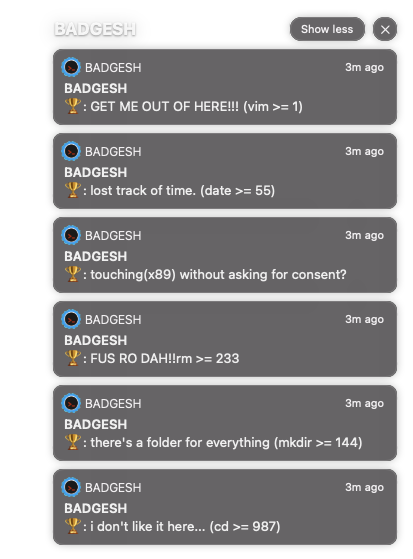 BADGESH
Show less
BADGESH 3m ago
BADGESH
🏆: GET ME OUT OF HERE!!! (vim >= 1)
BADGESH 3m ago
BADGESH
🏆: lost track of time. (date >= 55)
BADGESH 3m ago
BADGESH
🏆: touching(x89) without asking for consent?
BADGESH 3m ago
BADGESH
🏆: FUS RO DAH!!rm >= 233
BADGESH 3m ago
BADGESH
🏆: there's a folder for everything (mkdir >= 144)
BADGESH 3m ago
BADGESH
🏆: i don't like it here... (cd >= 987)